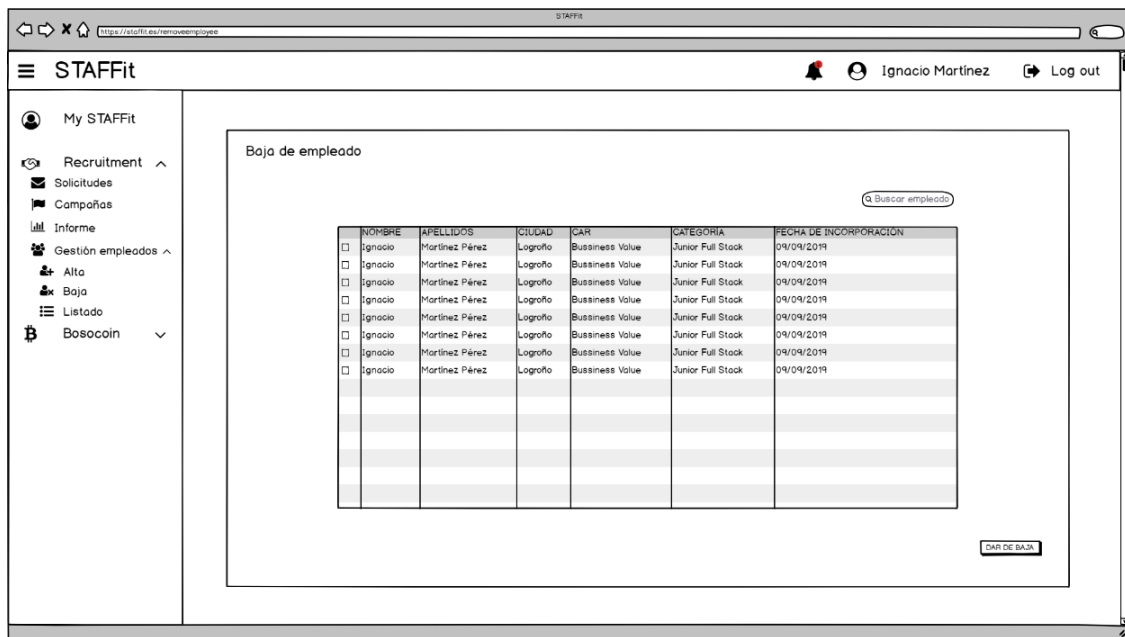 STAFFit
https://staffit.es/removeemployee
STAFFit
Ignacio Martínez
Log out
My STAFFit
Recruitment
Solicitudes
Campañas
Informe
Gestión empleados
Alta
Baja
Listado
Bosocoin
Baja de empleado
Buscar empleado
NOMBRE APELLIDOS CIUDAD CAR CATEGORÍA FECHA DE INCORPORACIÓN
Ignacio Martínez Pérez Logroño Bussiness Value Junior Full Stack 09/09/2019
Ignacio Martínez Pérez Logroño Bussiness Value Junior Full Stack 09/09/2019
Ignacio Martínez Pérez Logroño Bussiness Value Junior Full Stack 09/09/2019
Ignacio Martínez Pérez Logroño Bussiness Value Junior Full Stack 09/09/2019
Ignacio Martínez Pérez Logroño Bussiness Value Junior Full Stack 09/09/2019
Ignacio Martínez Pérez Logroño Bussiness Value Junior Full Stack 09/09/2019
Ignacio Martínez Pérez Logroño Bussiness Value Junior Full Stack 09/09/2019
Ignacio Martínez Pérez Logroño Bussiness Value Junior Full Stack 09/09/2019
DAR DE BAJA